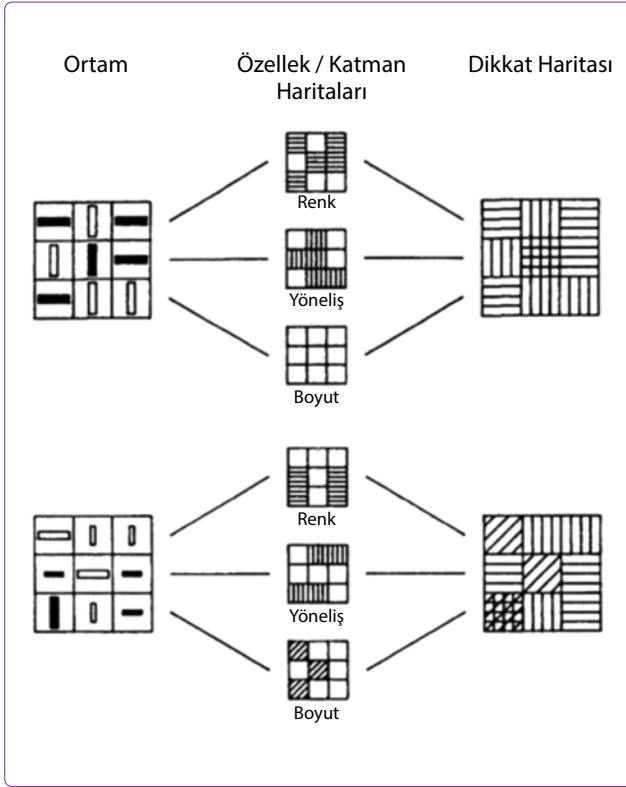 Ortam
Özellek / Katman
Haritaları
Dikkat Haritası
Renk
Yöneliş
Boyut
Renk
Yöneliş
Boyut